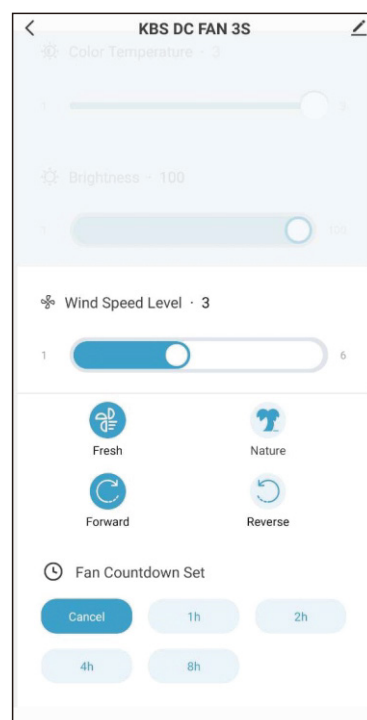 KBS DC FAN 3S
Color Temperature · 3
1 3
Brightness · 100
1 100
Wind Speed Level · 3
1 6
Fresh Nature
Forward Reverse
Fan Countdown Set
Cancel 1h 2h
4h 8h